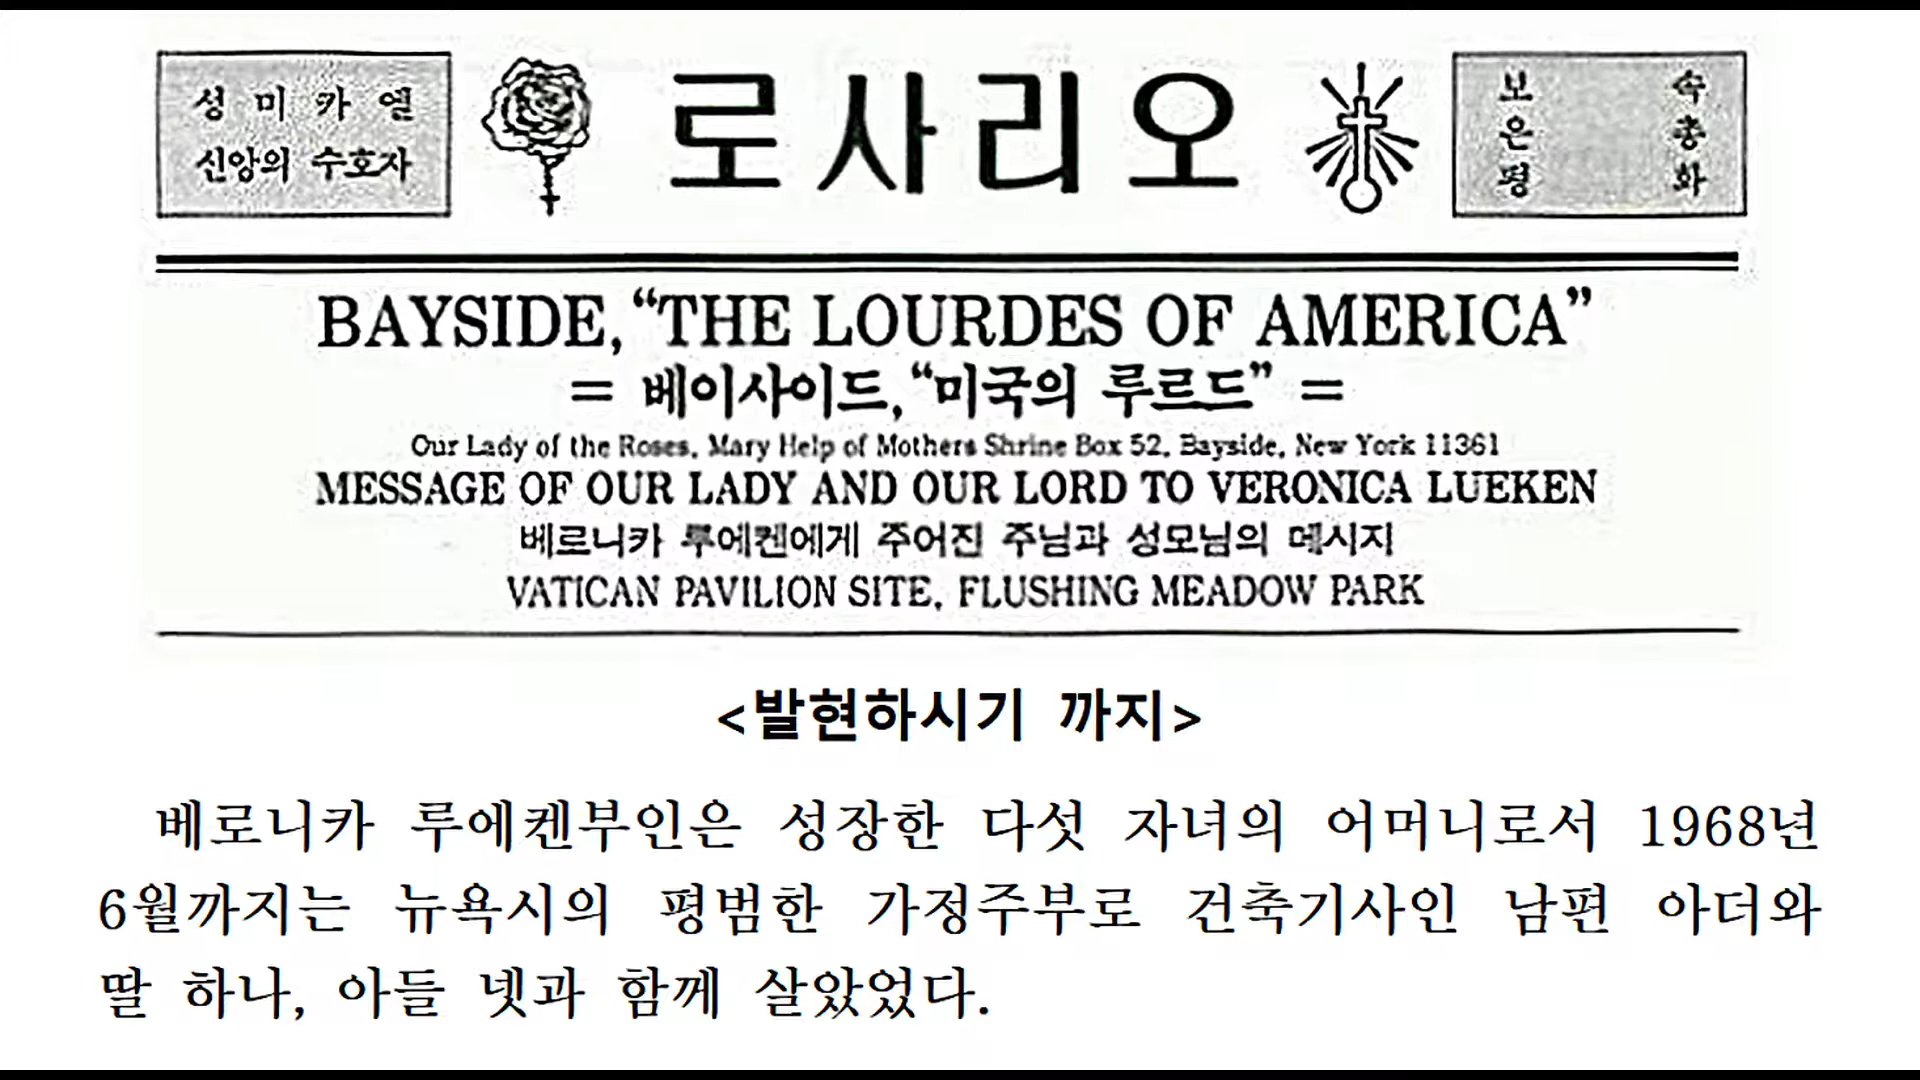 성 미 카 엘
신앙의 수호자
로사리오
보 속
은 총
평 화
BAYSIDE, “THE LOURDES OF AMERICA”
= 베이사이드, “미국의 루르드” =
Our Lady of the Roses, Mary Help of Mothers Shrine Box 52, Bayside, New York 11361
MESSAGE OF OUR LADY AND OUR LORD TO VERONICA LUEKEN
베르니카 루에켄에게 주어진 주님과 성모님의 메시지
VATICAN PAVILION SITE, FLUSHING MEADOW PARK
<발현하시기 까지>
베로니카 루에켄부인은 성장한 다섯 자녀의 어머니로서 1968년
6월까지는 뉴욕시의 평범한 가정주부로 건축기사인 남편 아더와
딸 하나, 아들 넷과 함께 살았었다.